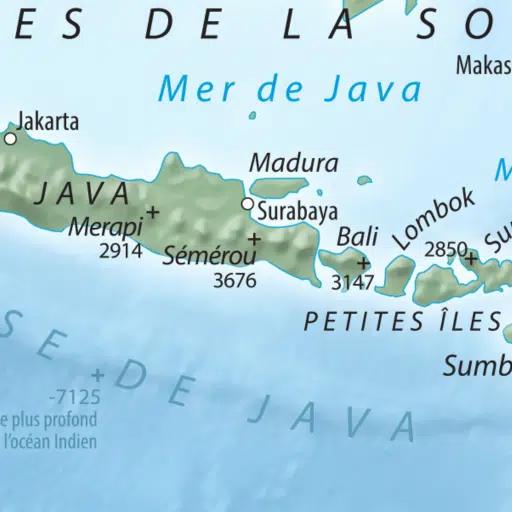 ES DE LA SO
Makas
Mer de Java
Jakarta
Madura
M
JAVA
Surabaya
Lombok
Merapi
2914
Bali
2850
Su
Sémérou
3676
3147
PETITES ÎLES
SE DE JAVA
Sumb
-7125
e plus profond
l'océan Indien